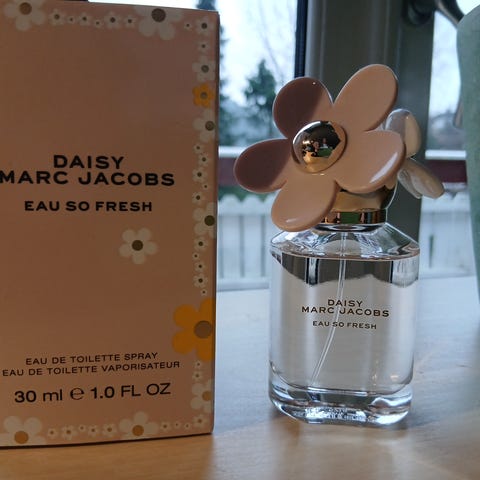 DAISY
MARC JACOBS
EAU SO FRESH
EAU DE TOILETTE SPRAY
EAU DE TOILETTE VAPORISATEUR
30 ml ℮ 1.0 FL OZ
DAISY
MARC JACOBS
EAU SO FRESH